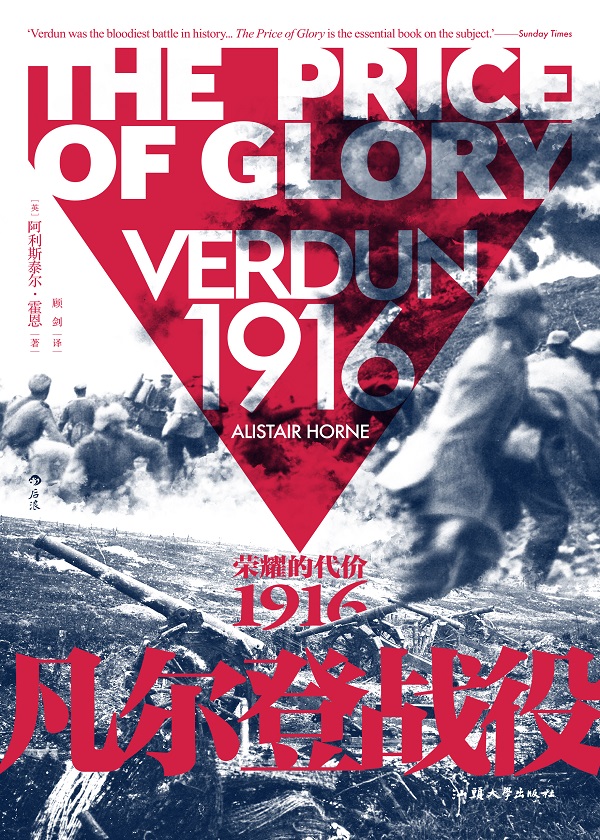 ‘Verdun was the bloodiest battle in history... The Price of Glory is the essential book on the subject.’——Sunday Times
THE PRICE
OF GLORY
VERDUN
1916
ALISTAIR HORNE
[英]阿利斯泰尔·霍恩|著|
顾剑|译|
后浪
荣耀的代价
1916
凡尔登战役
汕头大学出版社